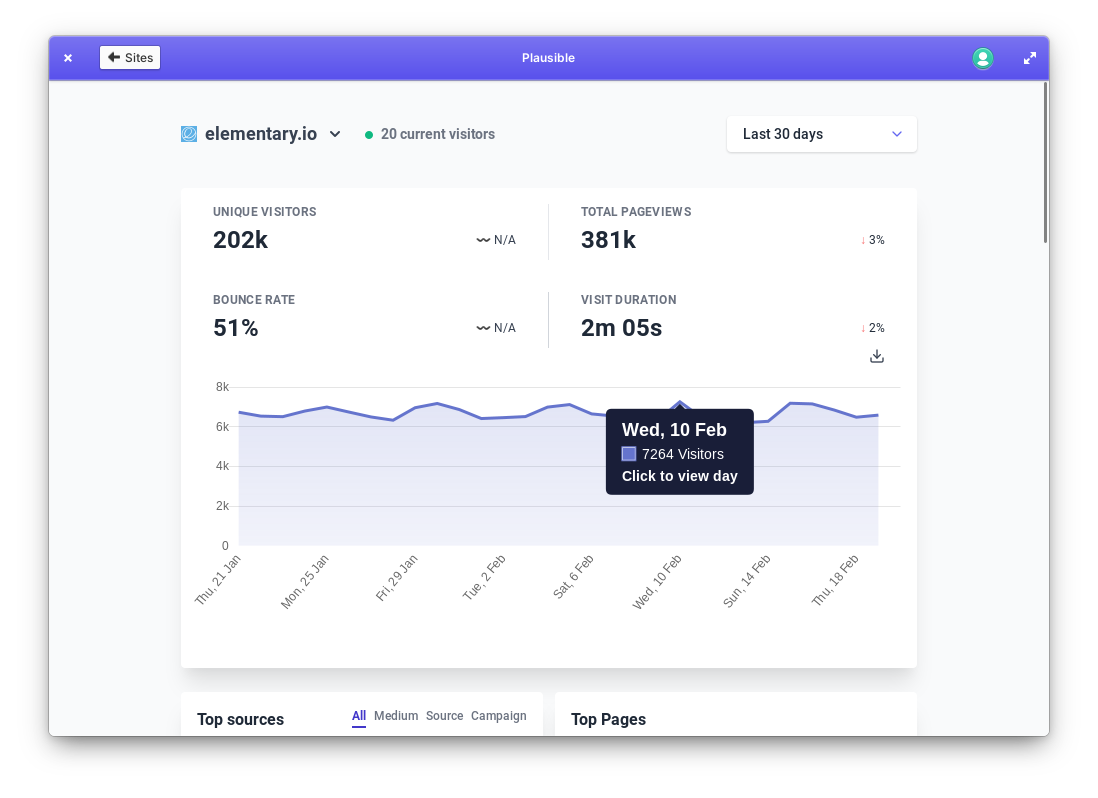 Sites
Plausible
elementary.io
20 current visitors
Last 30 days
UNIQUE VISITORS
202k
N/A
TOTAL PAGEVIEWS
381k
↓ 3%
BOUNCE RATE
51%
N/A
VISIT DURATION
2m 05s
↓ 2%
8k
6k
4k
2k
0
Wed, 10 Feb
7264 Visitors
Click to view day
Thu, 21 Jan
Mon, 25 Jan
Fri, 29 Jan
Tue, 2 Feb
Sat, 6 Feb
Wed, 10 Feb
Sun, 14 Feb
Thu, 18 Feb
Top sources
All Medium Source Campaign
Top Pages